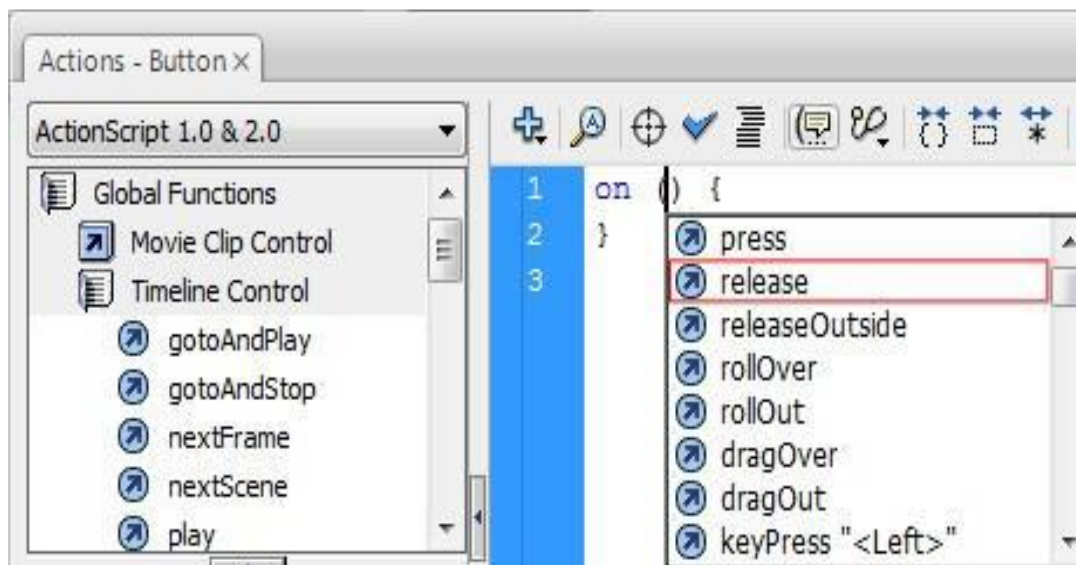 Actions - Button ×
ActionScript 1.0 & 2.0
Global Functions
Movie Clip Control
Timeline Control
gotoAndPlay
gotoAndStop
nextFrame
nextScene
play
1 on () {
2 }
3
press
release
releaseOutside
rollOver
rollOut
dragOver
dragOut
keyPress "<Left>"